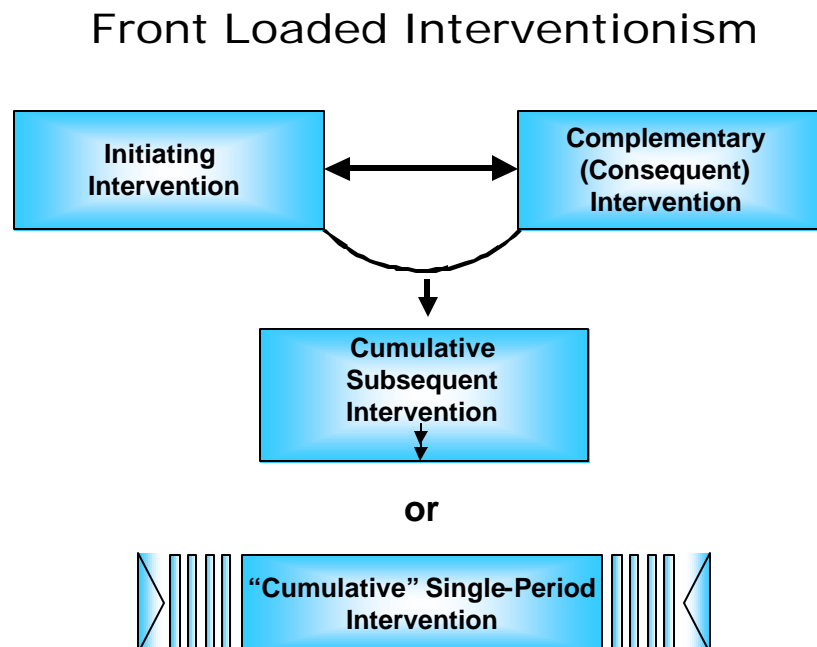 Front Loaded Interventionism
Initiating
Intervention
Complementary
(Consequent)
Intervention
Cumulative
Subsequent
Intervention
or
“Cumulative” Single-Period
Intervention